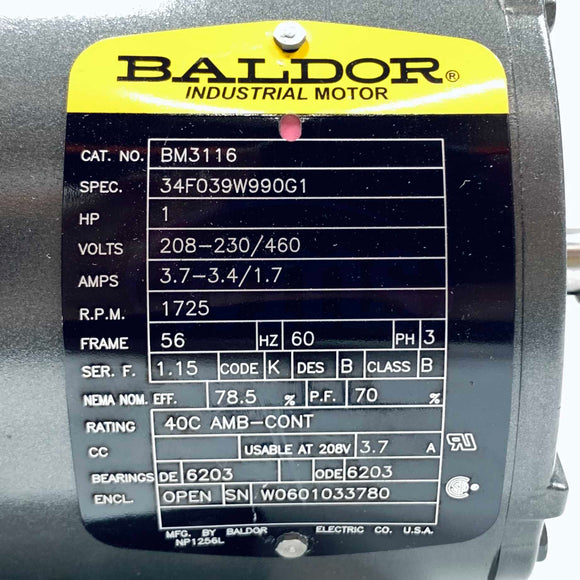 BALDOR®
INDUSTRIAL MOTOR
CAT. NO. BM3116
SPEC. 34F039W990G1
HP 1
VOLTS 208-230/460
AMPS 3.7-3.4/1.7
R.P.M. 1725
FRAME 56 HZ 60 PH 3
SER. F. 1.15 CODE K DES B CLASS B
NEMA NOM. EFF. 78.5 % P.F. 70 %
RATING 40C AMB-CONT
CC USABLE AT 208V 3.7 A
BEARINGS DE 6203 ODE 6203
ENCL. OPEN SN W0601033780
MFG. BY BALDOR ELECTRIC CO. U.S.A.
NP1256L